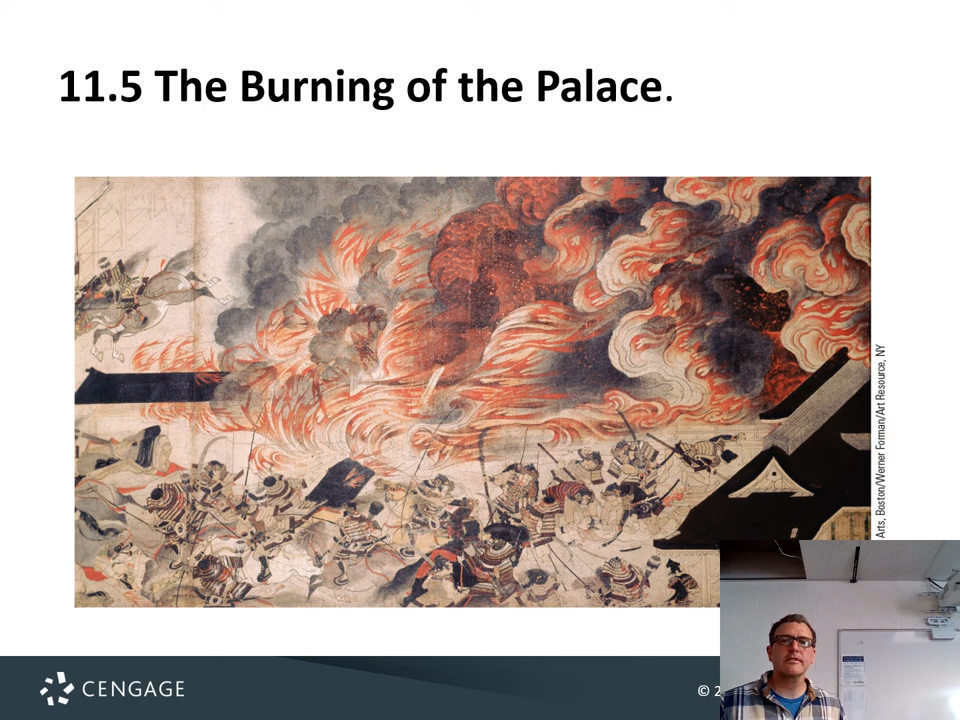 11.5 The Burning of the Palace.
Arts, Boston/Werner Forman/Art Resource, NY
CENGAGE
© 2